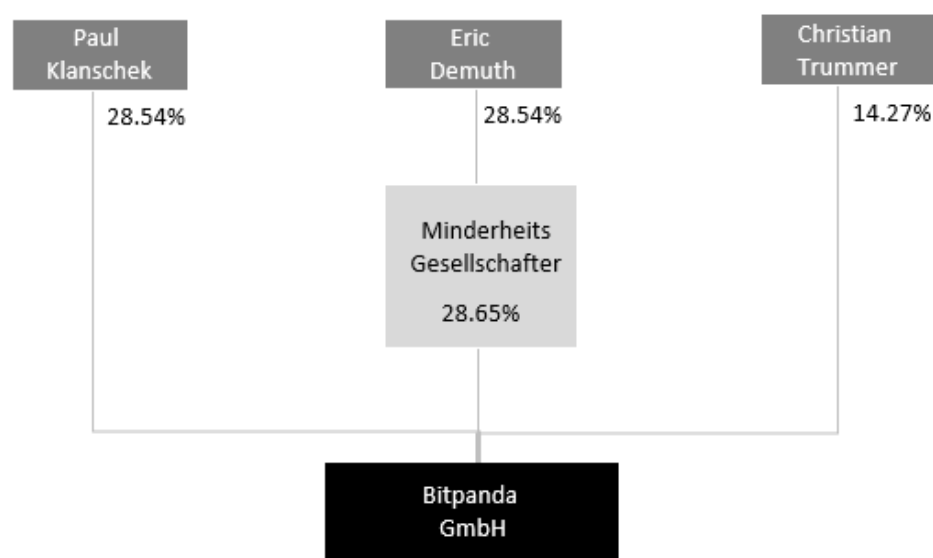 Paul
Klanschek
Eric
Demuth
Christian
Trummer
28.54%
28.54%
14.27%
Minderheits
Gesellschafter
28.65%
Bitpanda
GmbH